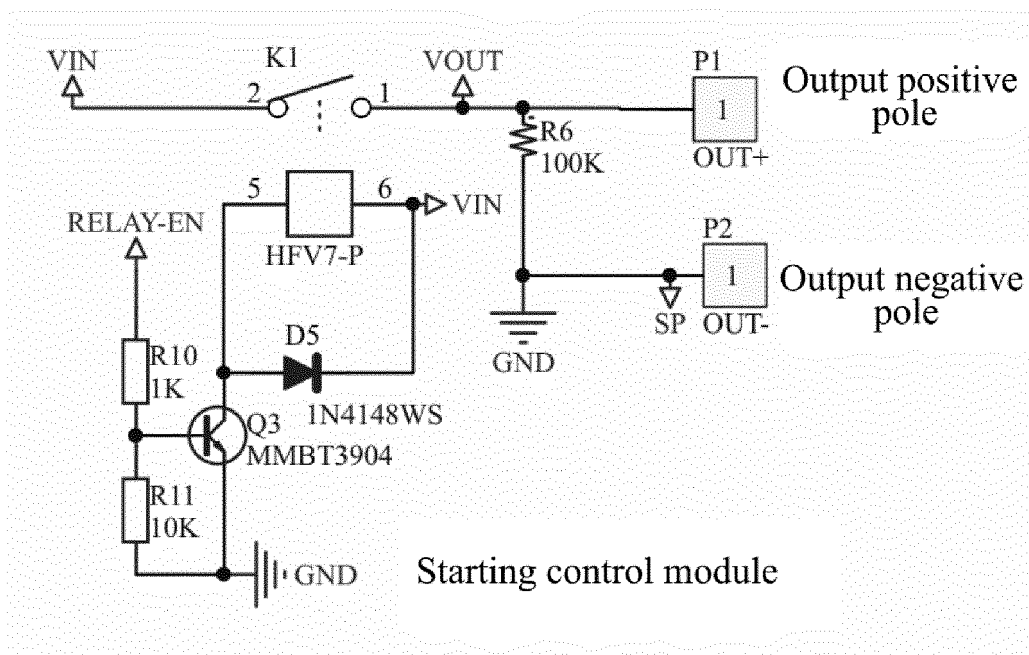 VIN
K1
2
1
VOUT
P1
1
OUT+
Output positive
pole
R6
100K
5
6
VIN
HFV7-P
RELAY-EN
P2
1
OUT-
Output negative
pole
SP
GND
D5
1N4148WS
R10
1K
Q3
MMBT3904
R11
10K
GND
Starting control module